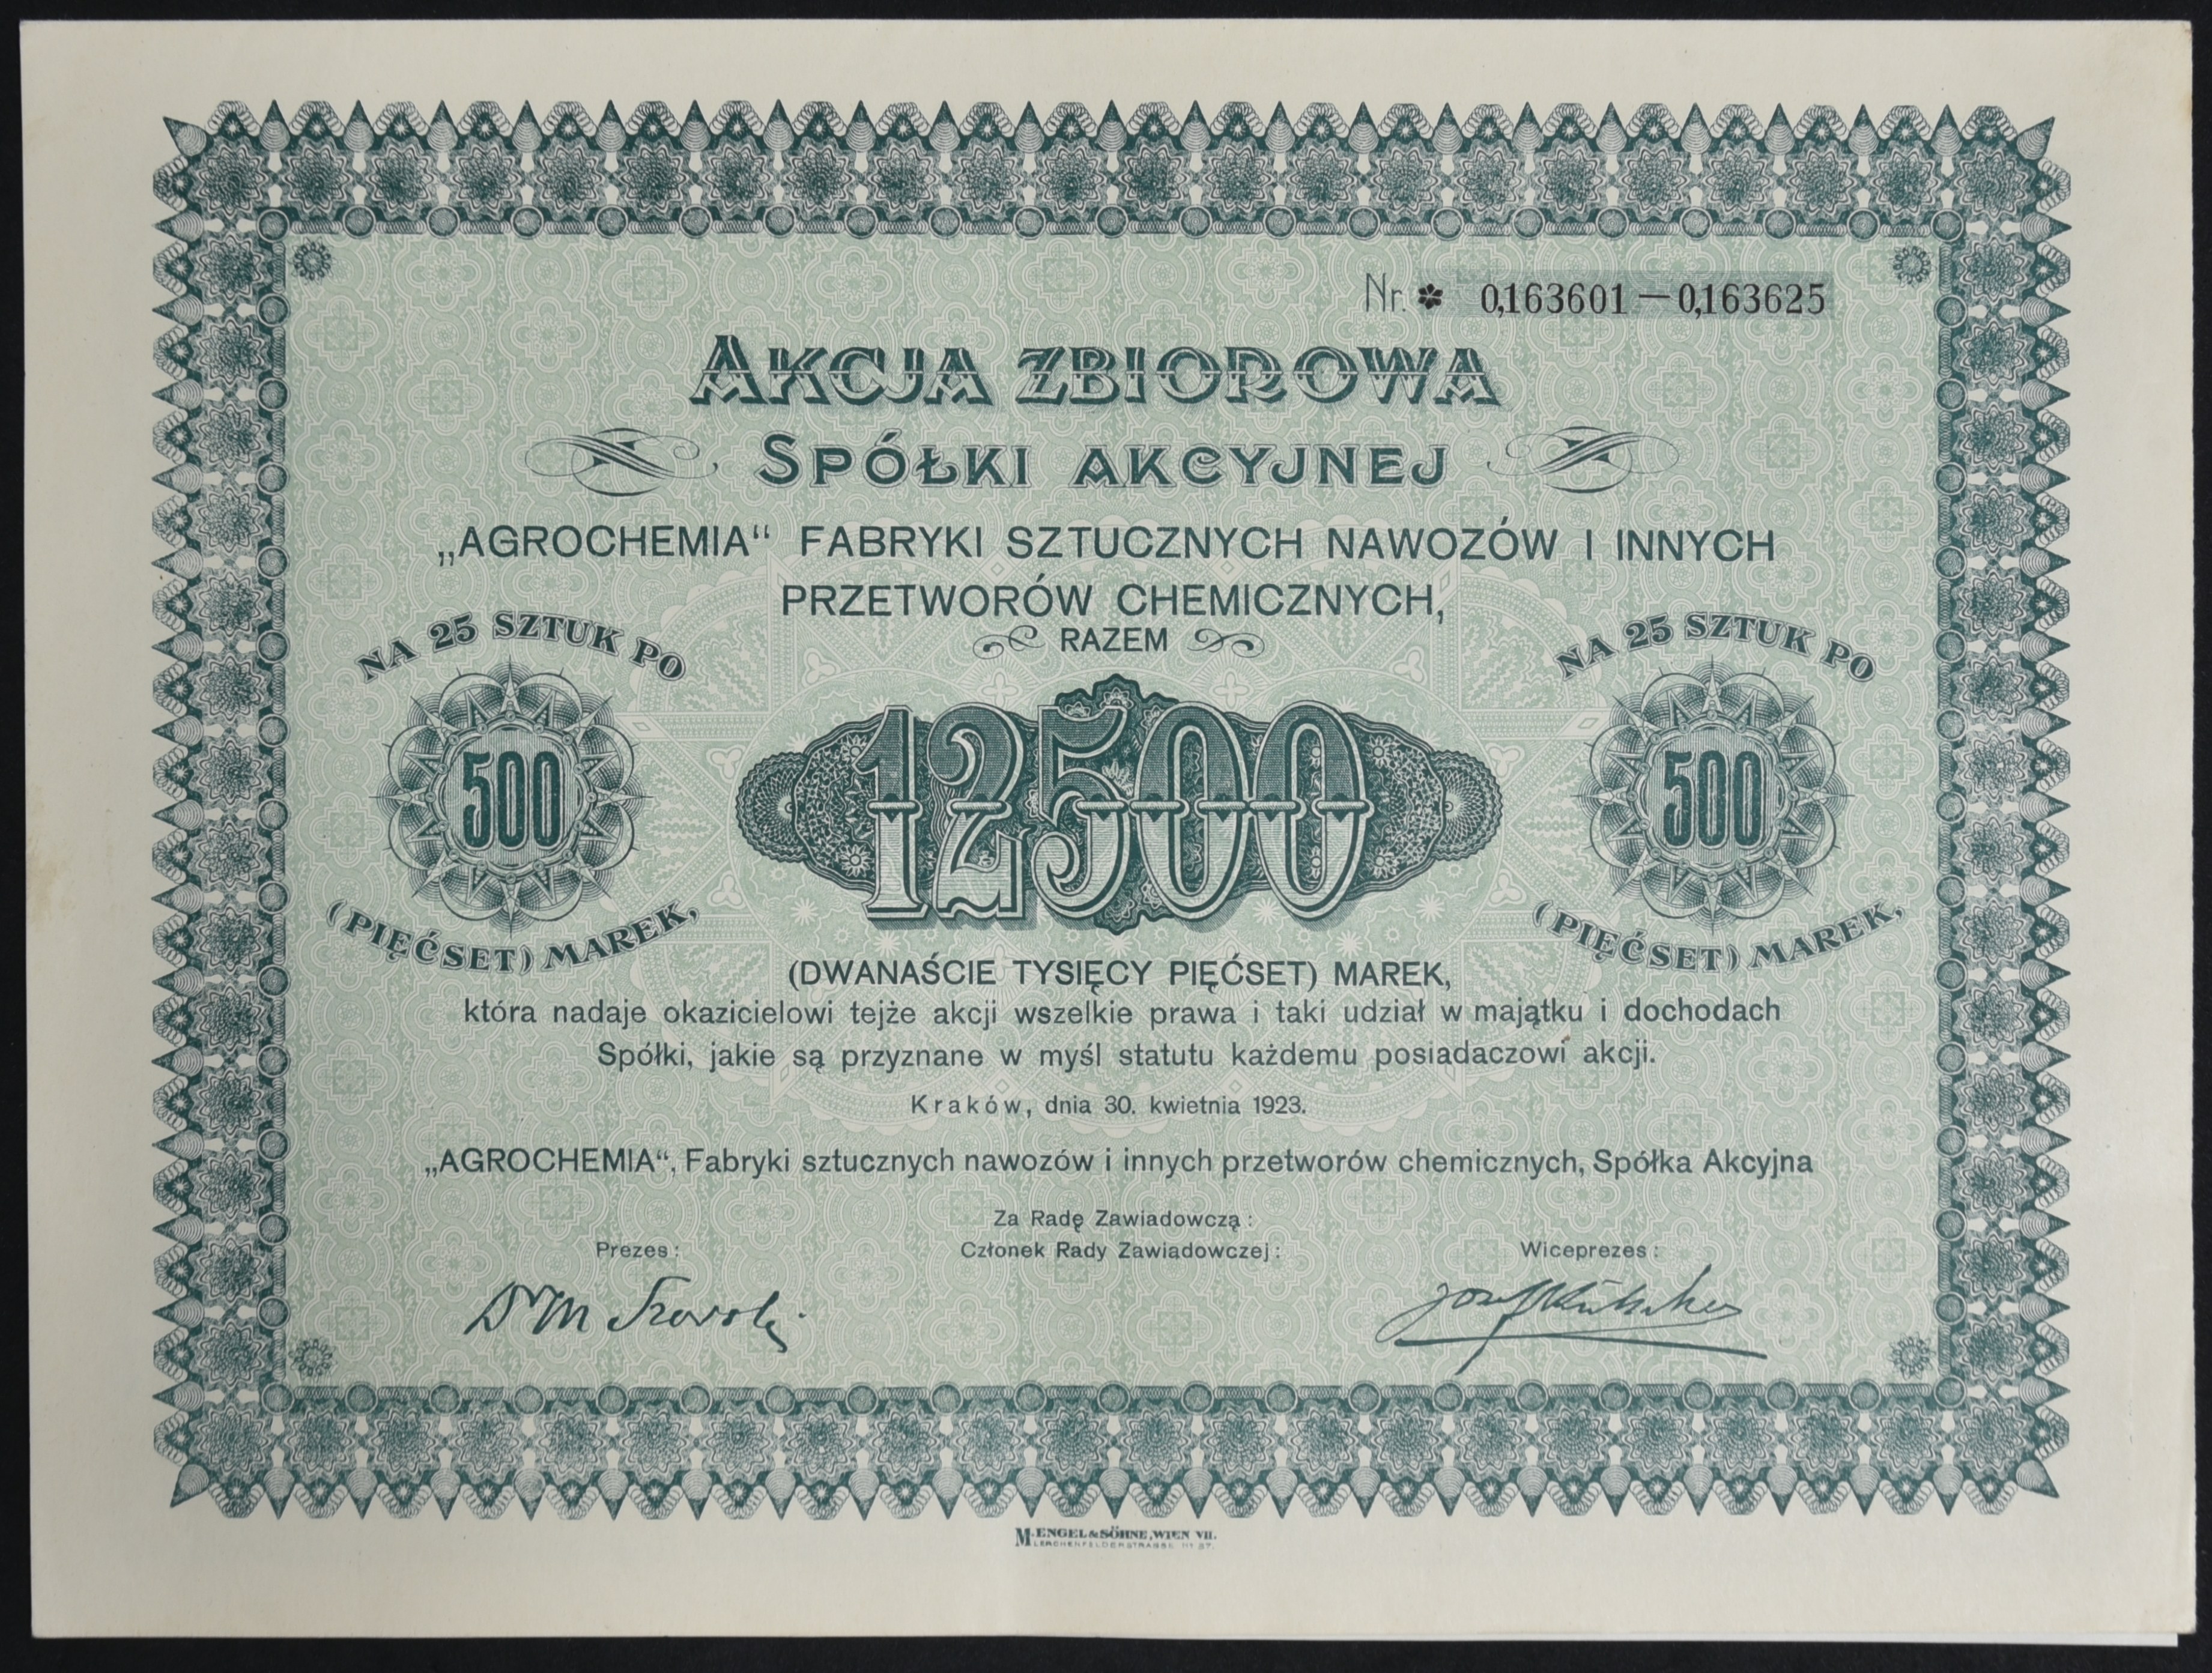 Nr. * 0,163601 — 0,163625
AKCJA ZBIOROWA
SPÓŁKI AKCYJNEJ
„AGROCHEMIA“ FABRYKI SZTUCZNYCH NAWOZÓW I INNYCH
PRZETWORÓW CHEMICZNYCH,
RAZEM
NA 25 SZTUK PO
500
(PIĘĆSET) MAREK,
12500
NA 25 SZTUK PO
500
(PIĘĆSET) MAREK,
(DWANAŚCIE TYSIĘCY PIĘĆSET) MAREK,
która nadaje okazicielowi tejże akcji wszelkie prawa i taki udział w majątku i dochodach
Spółki, jakie są przyznane w myśl statutu każdemu posiadaczowi akcji.
Kraków, dnia 30. kwietnia 1923.
„AGROCHEMIA“, Fabryki sztucznych nawozów i innych przetworów chemicznych, Spółka Akcyjna
Za Radę Zawiadowczą:
Prezes: Członek Rady Zawiadowczej: Wiceprezes:
Dr M
M. ENGEL & SÖHNE, WIEN VII.
LERCHENFELDERSTRASSE Nº 37.